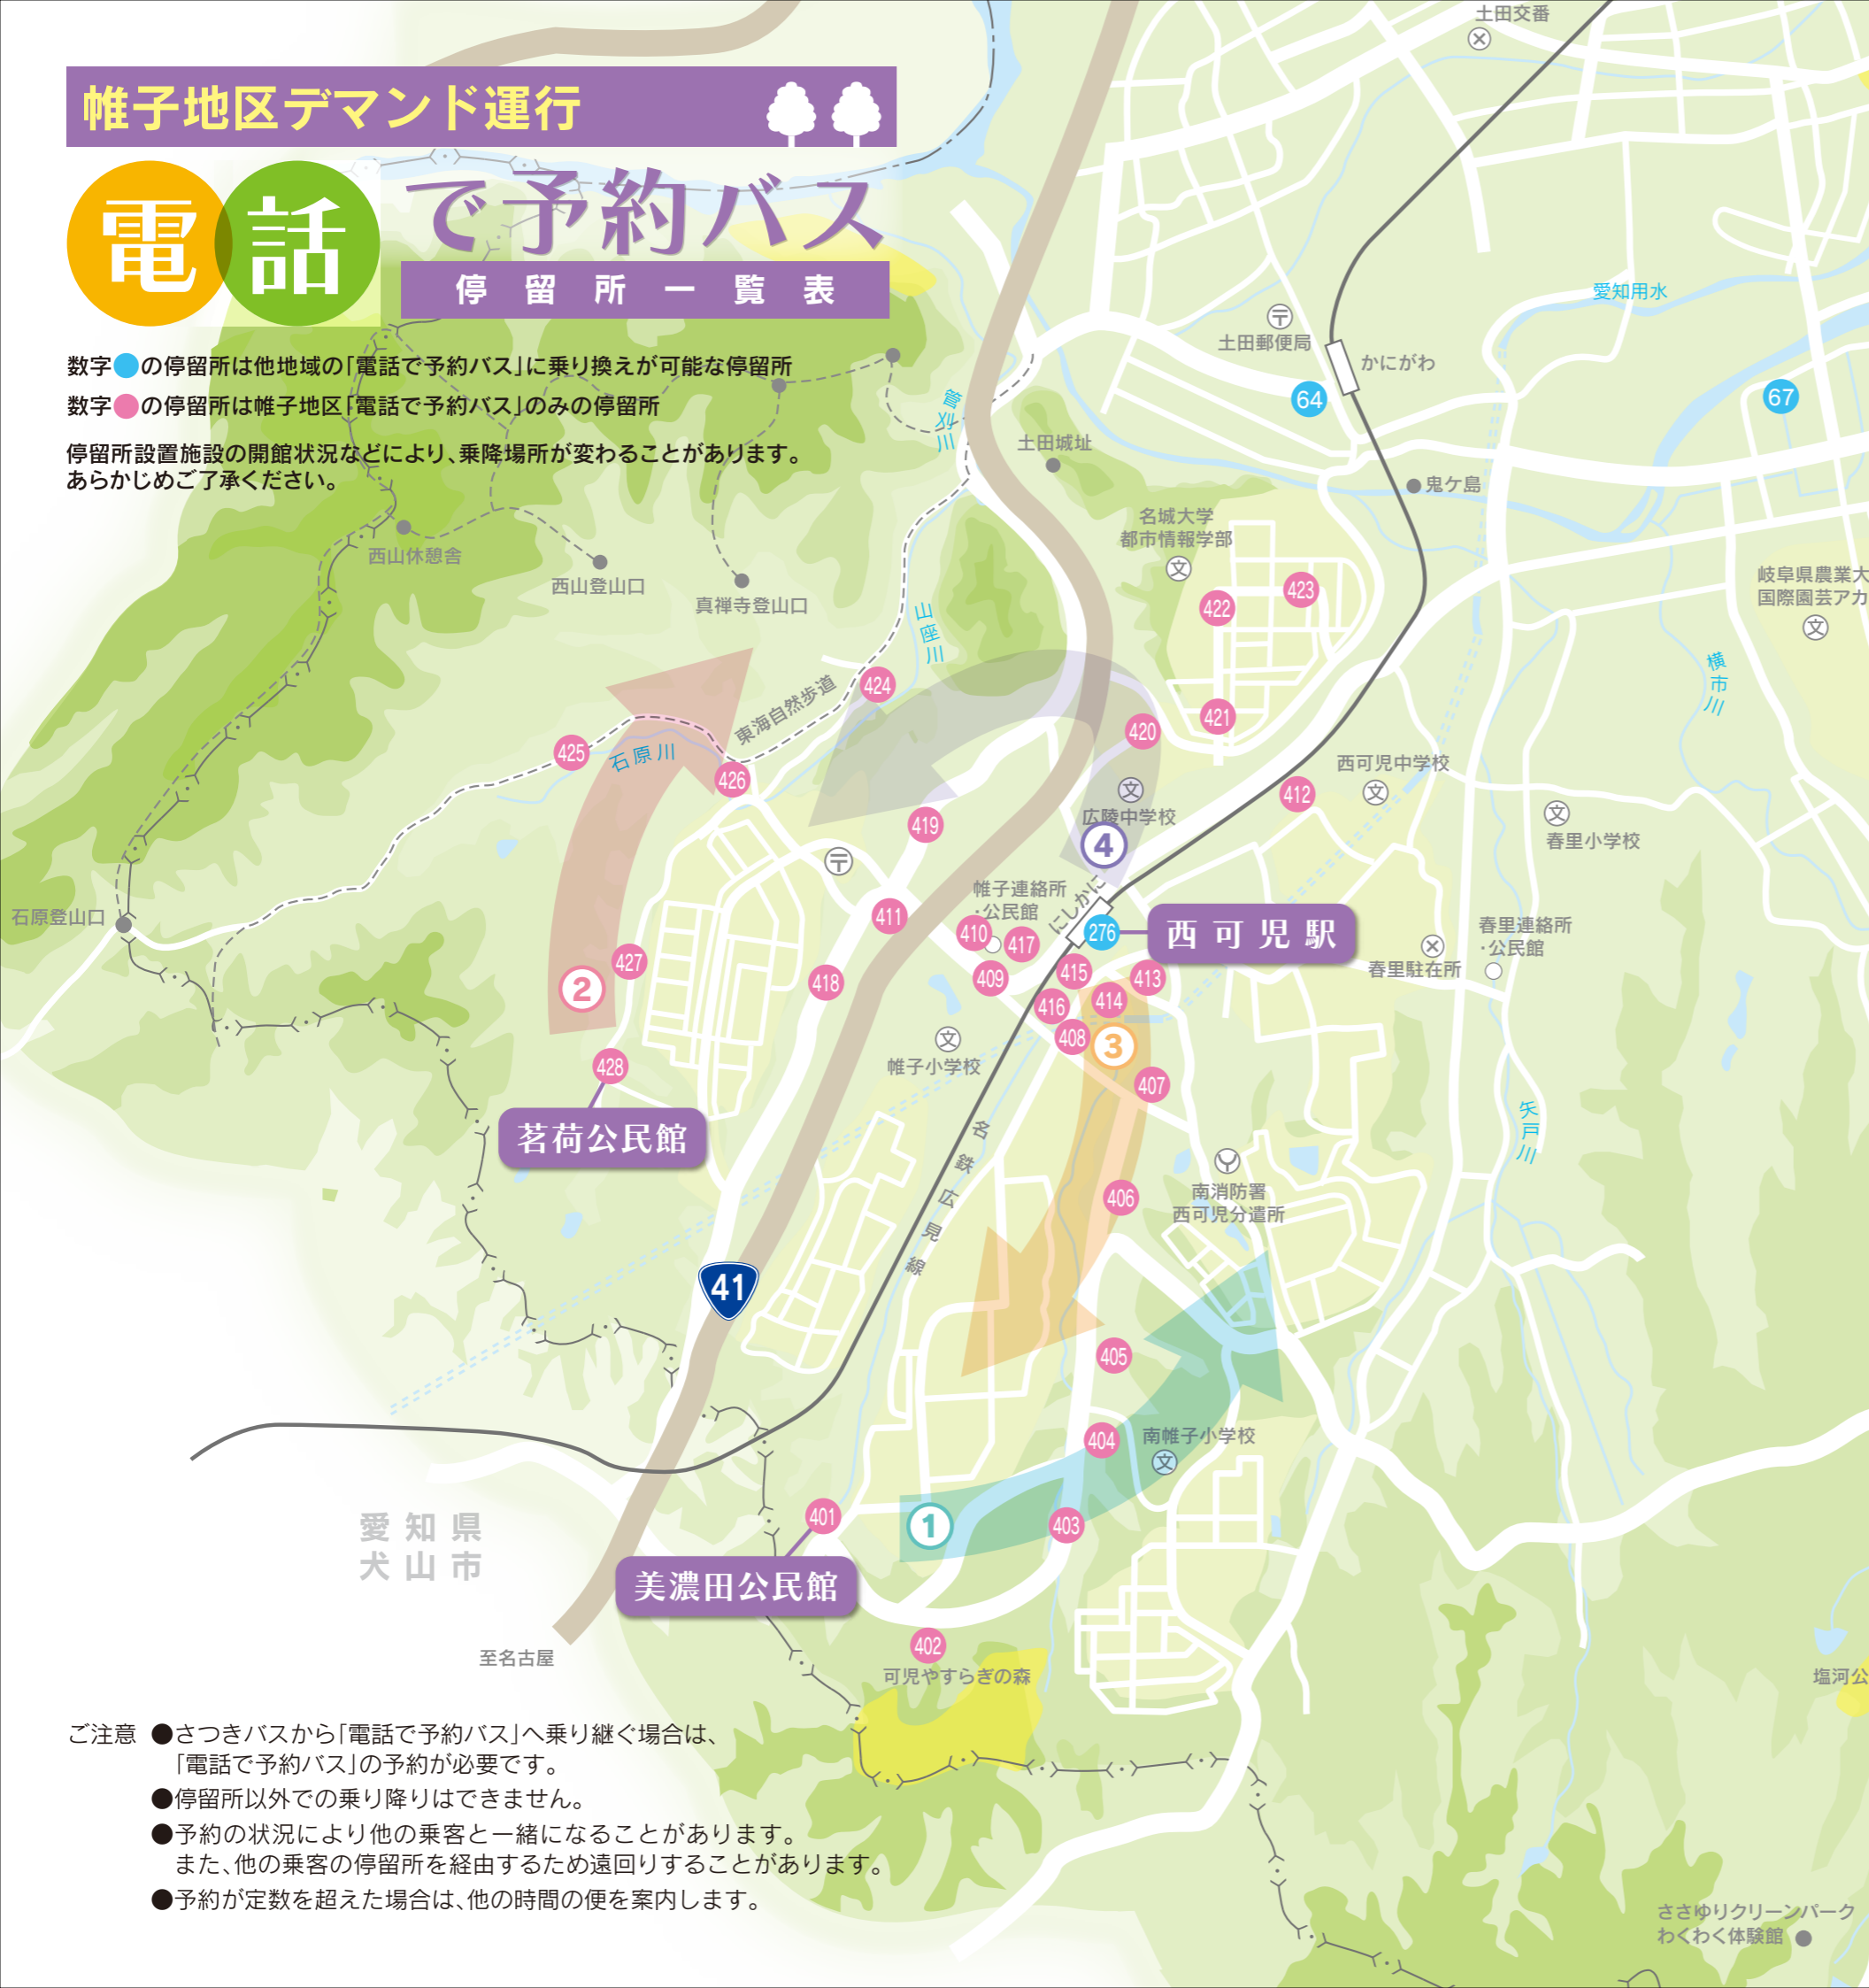 帷子地区デマンド運行
電話で予約バス
停留所一覧表
数字●の停留所は他地域の「電話で予約バス」に乗り換えが可能な停留所
数字●の停留所は帷子地区「電話で予約バス」のみの停留所
停留所設置施設の開館状況などにより、乗降場所が変わることがあります。
あらかじめご了承ください。
土田交番
愛知用水
土田郵便局
かにがわ
64
67
菅刈川
土田城址
鬼ケ島
名城大学
都市情報学部
文
西山休憩舎
西山登山口
真禅寺登山口
岐阜県農業大
国際園芸アカ
文
422
423
山座川
横市川
424
東海自然歩道
421
420
425
石原川
426
西可児中学校
文
412
文
広陵中学校
419
文
春里小学校
4
帷子連絡所
・公民館
にしかに
石原登山口
411
410
417
276
西可児駅
春里連絡所
・公民館
春里駐在所
427
2
418
409
415
413
416
414
408
3
文
帷子小学校
428
407
茗荷公民館
名鉄広見線
矢戸川
406
南消防署
西可児分遣所
41
405
404
南帷子小学校
文
愛知県
犬山市
401
1
403
美濃田公民館
402
至名古屋
可児やすらぎの森
塩河公
ご注意 ●さつきバスから「電話で予約バス」へ乗り継ぐ場合は、
「電話で予約バス」の予約が必要です。
●停留所以外での乗り降りはできません。
●予約の状況により他の乗客と一緒になることがあります。
また、他の乗客の停留所を経由するため遠回りすることがあります。
●予約が定数を超えた場合は、他の時間の便を案内します。
ささゆりクリーンパーク
わくわく体験館